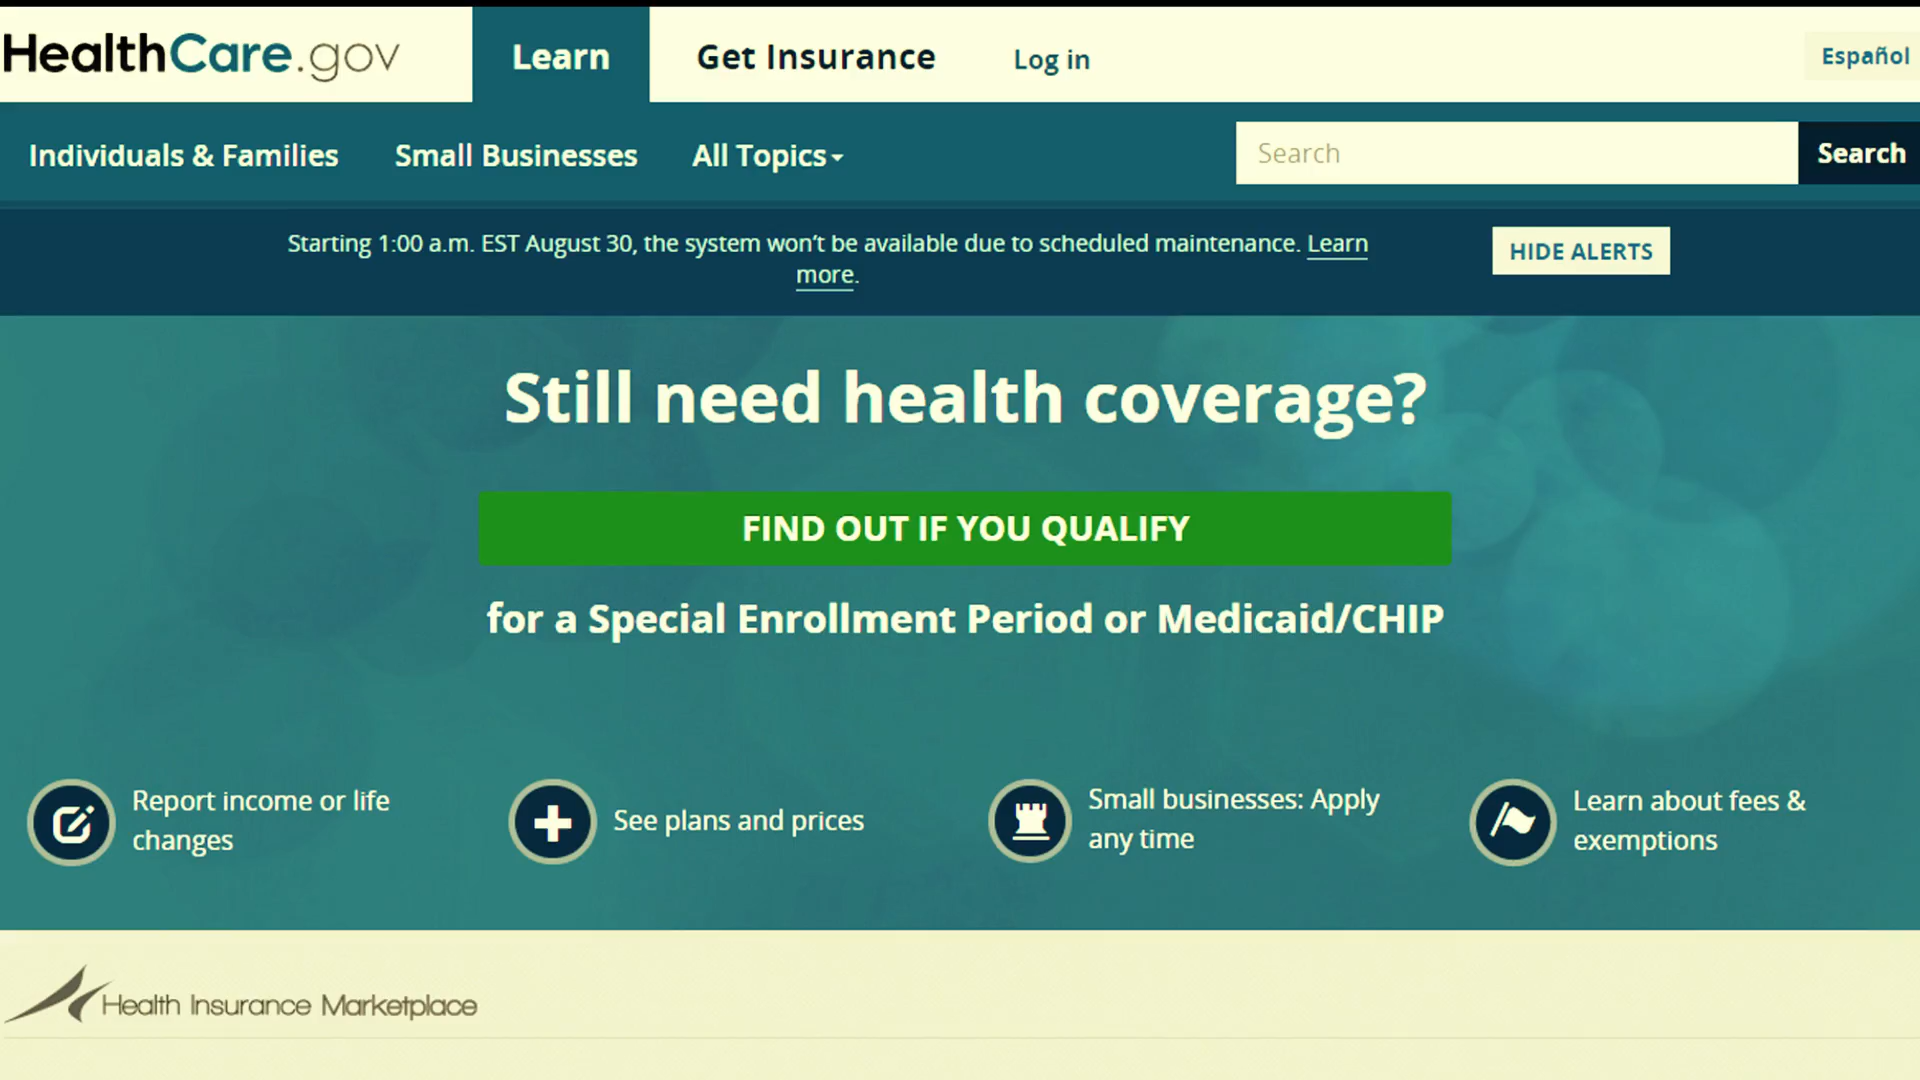 HealthCare.gov
Learn
Get Insurance
Log in
Español
Individuals & Families
Small Businesses
All Topics
Search
Search
Starting 1:00 a.m. EST August 30, the system won't be available due to scheduled maintenance. Learn
more.
HIDE ALERTS
Still need health coverage?
FIND OUT IF YOU QUALIFY
for a Special Enrollment Period or Medicaid/CHIP
Report income or life
changes
See plans and prices
Small businesses: Apply
any time
Learn about fees &
exemptions
Health Insurance Marketplace